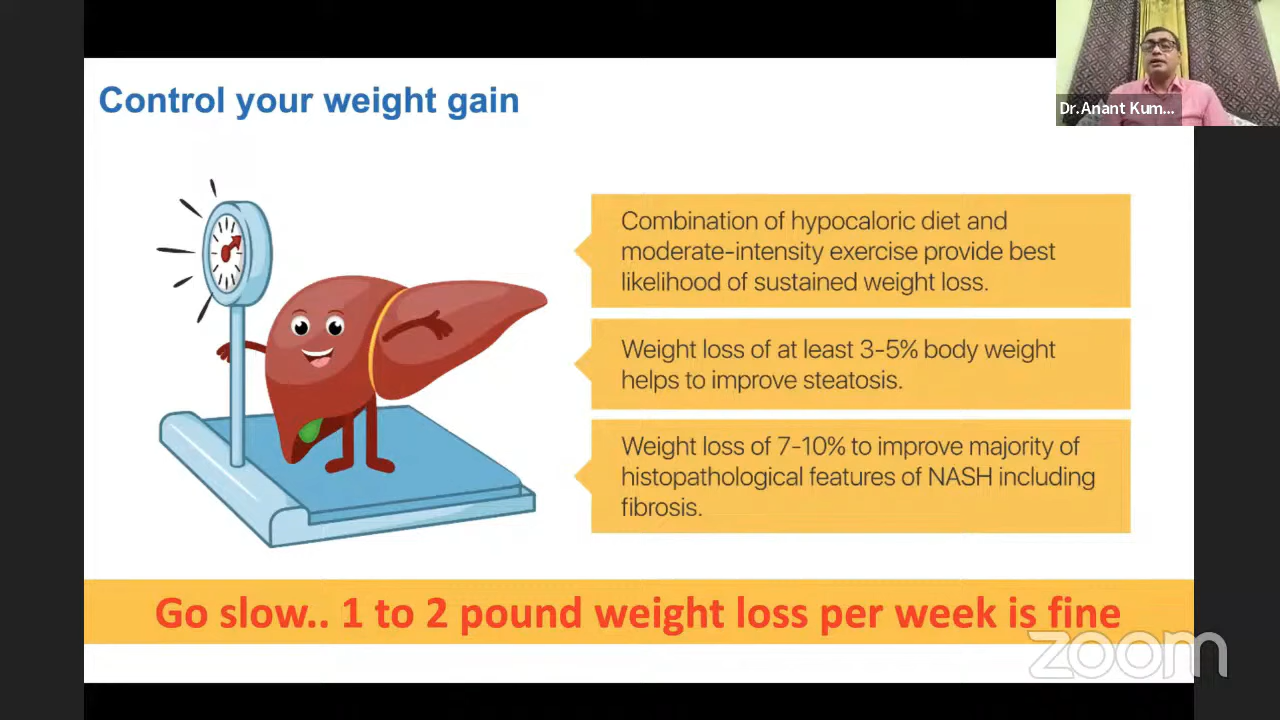 Control your weight gain
Dr.Anant Kum...
Combination of hypocaloric diet and
moderate-intensity exercise provide best
likelihood of sustained weight loss.
Weight loss of at least 3-5% body weight
helps to improve steatosis.
Weight loss of 7-10% to improve majority of
histopathological features of NASH including
fibrosis.
Go slow.. 1 to 2 pound weight loss per week is fine
zoom